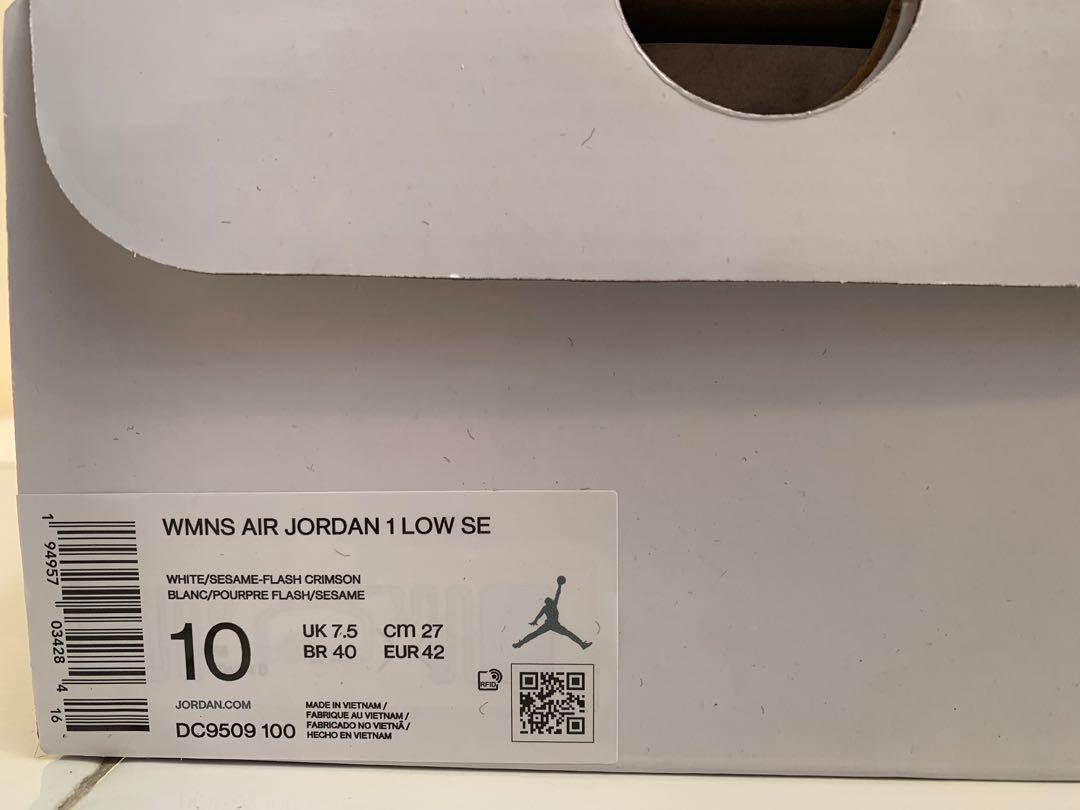 WMNS AIR JORDAN 1 LOW SE
WHITE/SESAME-FLASH CRIMSON
BLANC/POURPRE FLASH/SESAME
10
UK 7.5 cm 27
BR 40 EUR 42
RFID
JORDAN.COM
DC9509 100
MADE IN VIETNAM /
FABRIQUE AU VIETNAM /
FABRICADO NO VIETNÃ /
HECHO EN VIETNAM
1 94957 03428 4 16